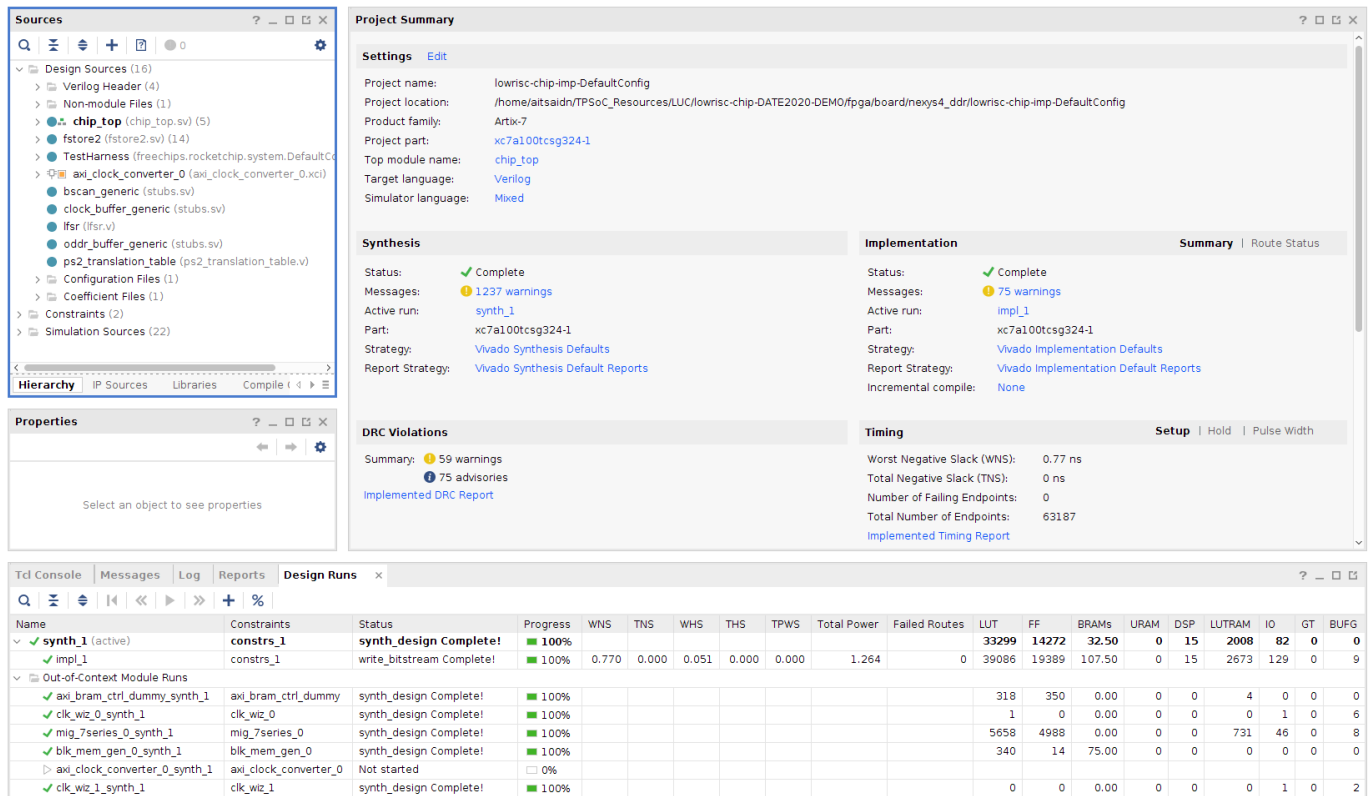 Sources
0
Design Sources (16)
Verilog Header (4)
Non-module Files (1)
chip_top (chip_top.sv) (5)
fstore2 (fstore2.sv) (14)
TestHarness (freechips.rocketchip.system.DefaultCo
axi_clock_converter_0 (axi_clock_converter_0.xci)
bscan_generic (stubs.sv)
clock_buffer_generic (stubs.sv)
lfsr (lfsr.v)
oddr_buffer_generic (stubs.sv)
ps2_translation_table (ps2_translation_table.v)
Configuration Files (1)
Coefficient Files (1)
Constraints (2)
Simulation Sources (22)
Hierarchy IP Sources Libraries Compile
Properties
Select an object to see properties
Project Summary
Settings Edit
Project name: lowrisc-chip-imp-DefaultConfig
Project location: /home/aitsaidn/TPSoC_Resources/LUC/lowrisc-chip-DATE2020-DEMO/fpga/board/nexys4_ddr/lowrisc-chip-imp-DefaultConfig
Product family: Artix-7
Project part: xc7a100tcsg324-1
Top module name: chip_top
Target language: Verilog
Simulator language: Mixed
Synthesis
Status: Complete
Messages: 1237 warnings
Active run: synth_1
Part: xc7a100tcsg324-1
Strategy: Vivado Synthesis Defaults
Report Strategy: Vivado Synthesis Default Reports
Implementation Summary | Route Status
Status: Complete
Messages: 75 warnings
Active run: impl_1
Part: xc7a100tcsg324-1
Strategy: Vivado Implementation Defaults
Report Strategy: Vivado Implementation Default Reports
Incremental compile: None
DRC Violations
Summary: 59 warnings
75 advisories
Implemented DRC Report
Timing Setup | Hold | Pulse Width
Worst Negative Slack (WNS): 0.77 ns
Total Negative Slack (TNS): 0 ns
Number of Failing Endpoints: 0
Total Number of Endpoints: 63187
Implemented Timing Report
Tcl Console Messages Log Reports Design Runs
Name Constraints Status Progress WNS TNS WHS THS TPWS Total Power Failed Routes LUT FF BRAMs URAM DSP LUTRAM IO GT BUFG
synth_1 (active) constrs_1 synth_design Complete! 100% 33299 14272 32.50 0 15 2008 82 0 0
impl_1 constrs_1 write_bitstream Complete! 100% 0.770 0.000 0.051 0.000 0.000 1.264 0 39086 19389 107.50 0 15 2673 129 0 9
Out-of-Context Module Runs
axi_bram_ctrl_dummy_synth_1 axi_bram_ctrl_dummy synth_design Complete! 100% 318 350 0.00 0 0 4 0 0 0
clk_wiz_0_synth_1 clk_wiz_0 synth_design Complete! 100% 1 0 0.00 0 0 0 1 0 6
mig_7series_0_synth_1 mig_7series_0 synth_design Complete! 100% 5658 4988 0.00 0 0 731 46 0 8
blk_mem_gen_0_synth_1 blk_mem_gen_0 synth_design Complete! 100% 340 14 75.00 0 0 0 0 0 0
axi_clock_converter_0_synth_1 axi_clock_converter_0 Not started 0%
clk_wiz_1_synth_1 clk_wiz_1 synth_design Complete! 100% 0 0 0.00 0 0 0 1 0 2